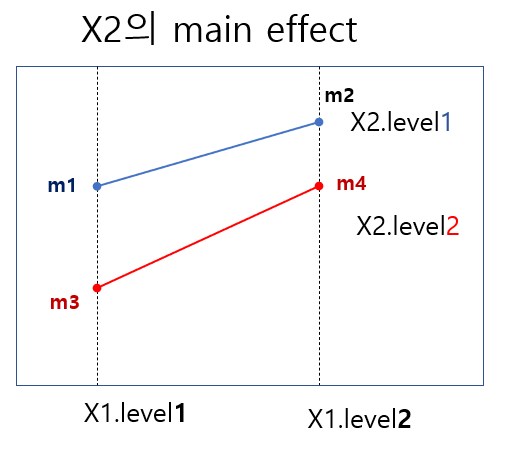 X2의 main effect
m2
X2.level1
m1
m4
X2.level2
m3
X1.level1
X1.level2